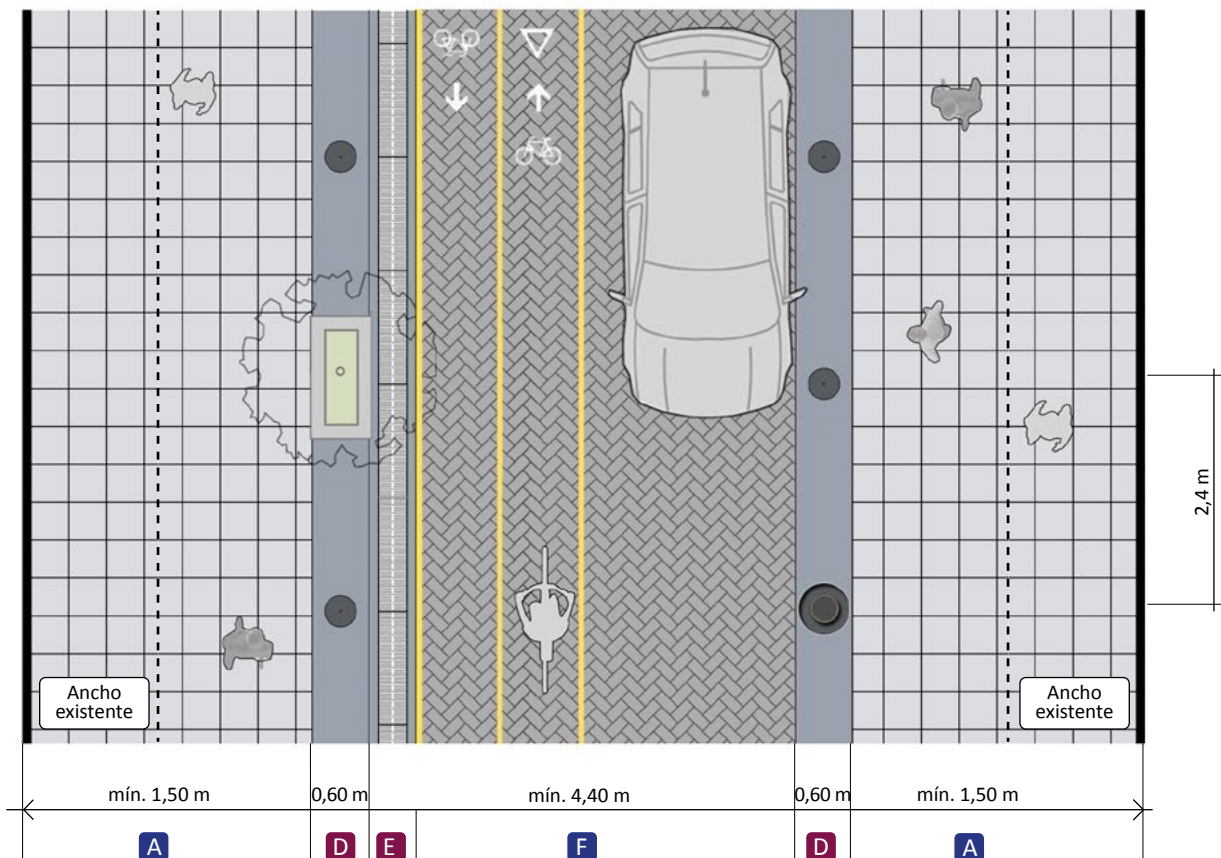 Ancho
existente
Ancho
existente
2,4 m
mín. 1,50 m
0,60 m
mín. 4,40 m
0,60 m
mín. 1,50 m
A
D
E
F
D
A